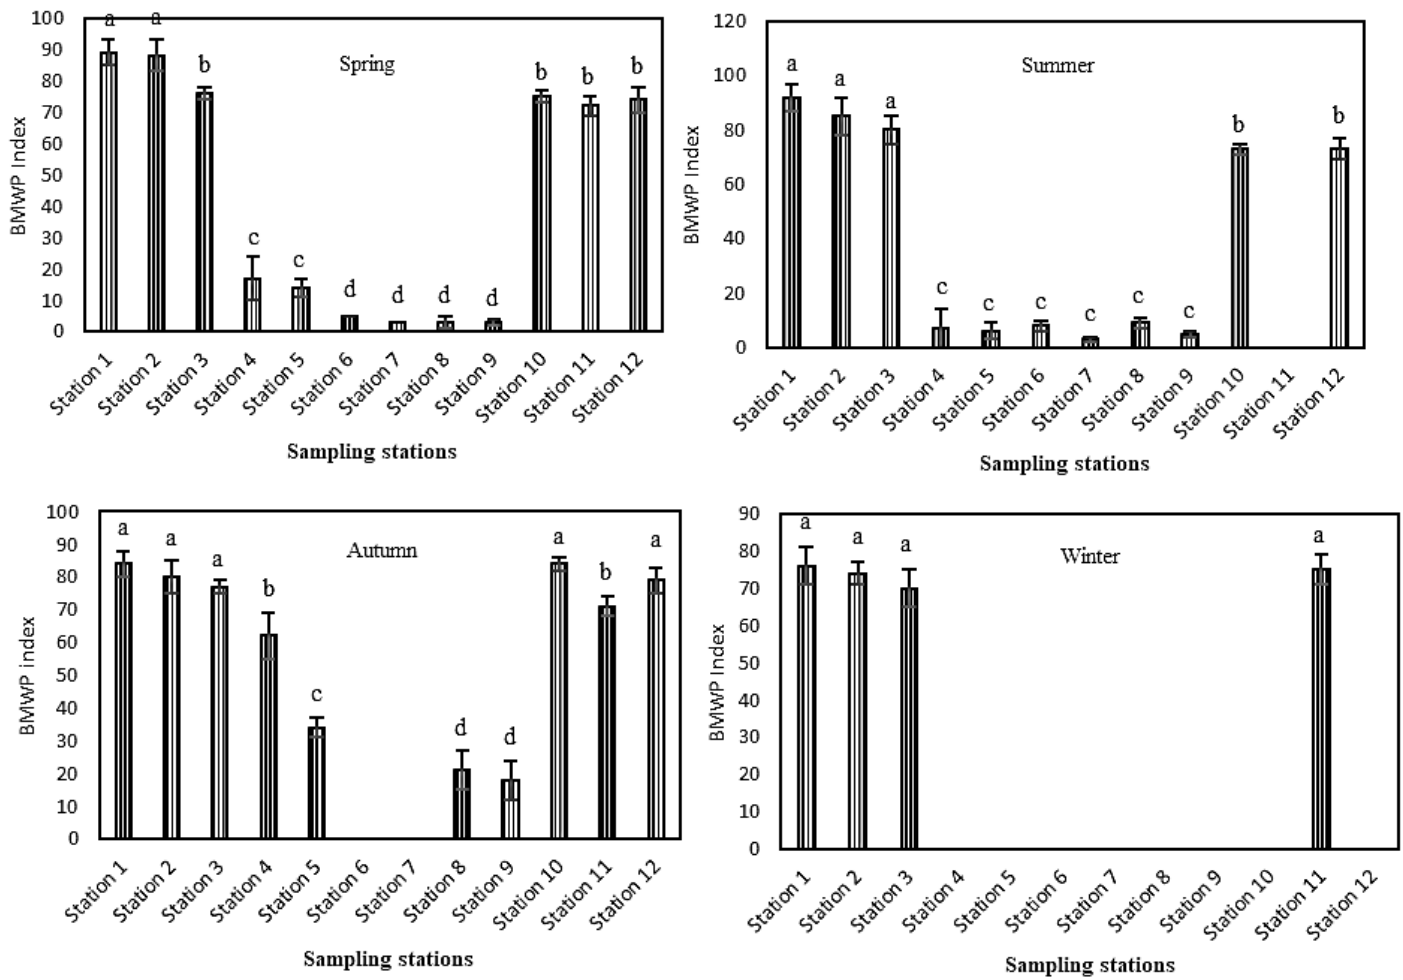 Spring
BMWP Index
100
90
80
70
60
50
40
30
20
10
0
a a b c c d d d d b b b
Station 1 Station 2 Station 3 Station 4 Station 5 Station 6 Station 7 Station 8 Station 9 Station 10 Station 11 Station 12
Sampling stations
Summer
BMWP Index
120
100
80
60
40
20
0
a a a c c c c c c b b
Station 1 Station 2 Station 3 Station 4 Station 5 Station 6 Station 7 Station 8 Station 9 Station 10 Station 11 Station 12
Sampling stations
Autumn
BMWP index
100
90
80
70
60
50
40
30
20
10
0
a a a b c d d a b a
Station 1 Station 2 Station 3 Station 4 Station 5 Station 6 Station 7 Station 8 Station 9 Station 10 Station 11 Station 12
Sampling stations
Winter
BMWP Index
90
80
70
60
50
40
30
20
10
0
a a a a
Station 1 Station 2 Station 3 Station 4 Station 5 Station 6 Station 7 Station 8 Station 9 Station 10 Station 11 Station 12
Sampling stations